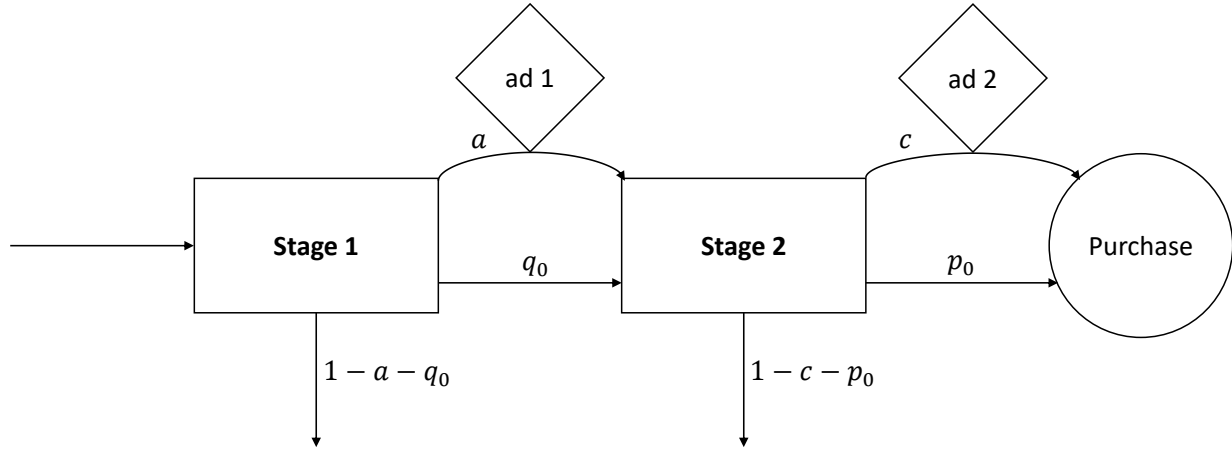 ad 1
ad 2
a
c
Stage 1
q₀
Stage 2
p₀
Purchase
1 − a − q₀
1 − c − p₀